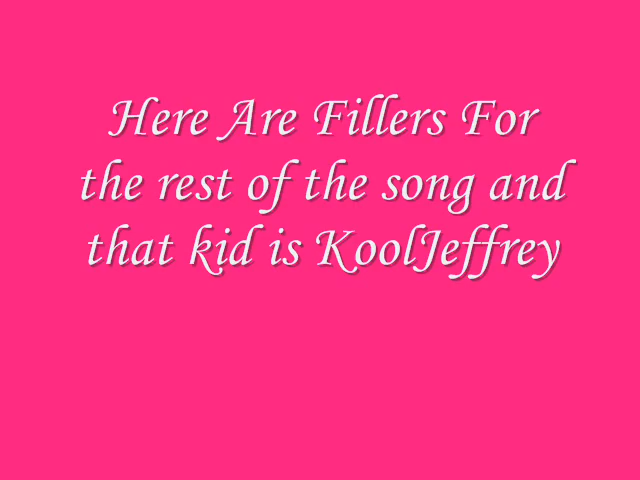 Here Are Fillers For
the rest of the song and
that kid is KoolJeffrey